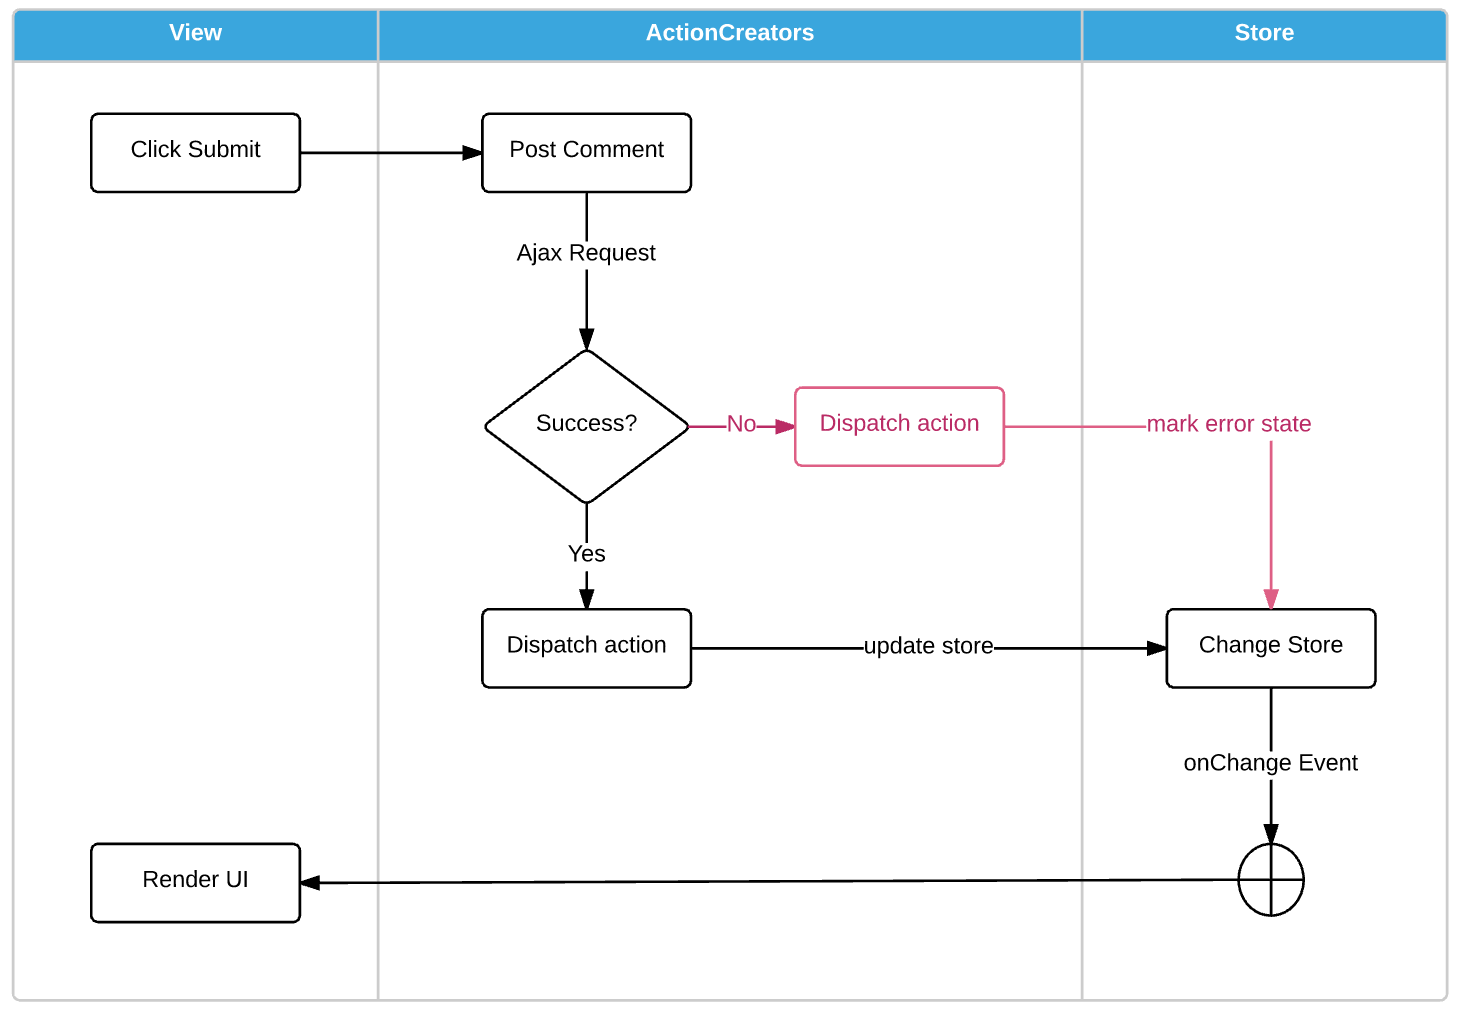 View
ActionCreators
Store
Click Submit
Post Comment
Ajax Request
Success?
No
Dispatch action
mark error state
Yes
Dispatch action
update store
Change Store
onChange Event
Render UI